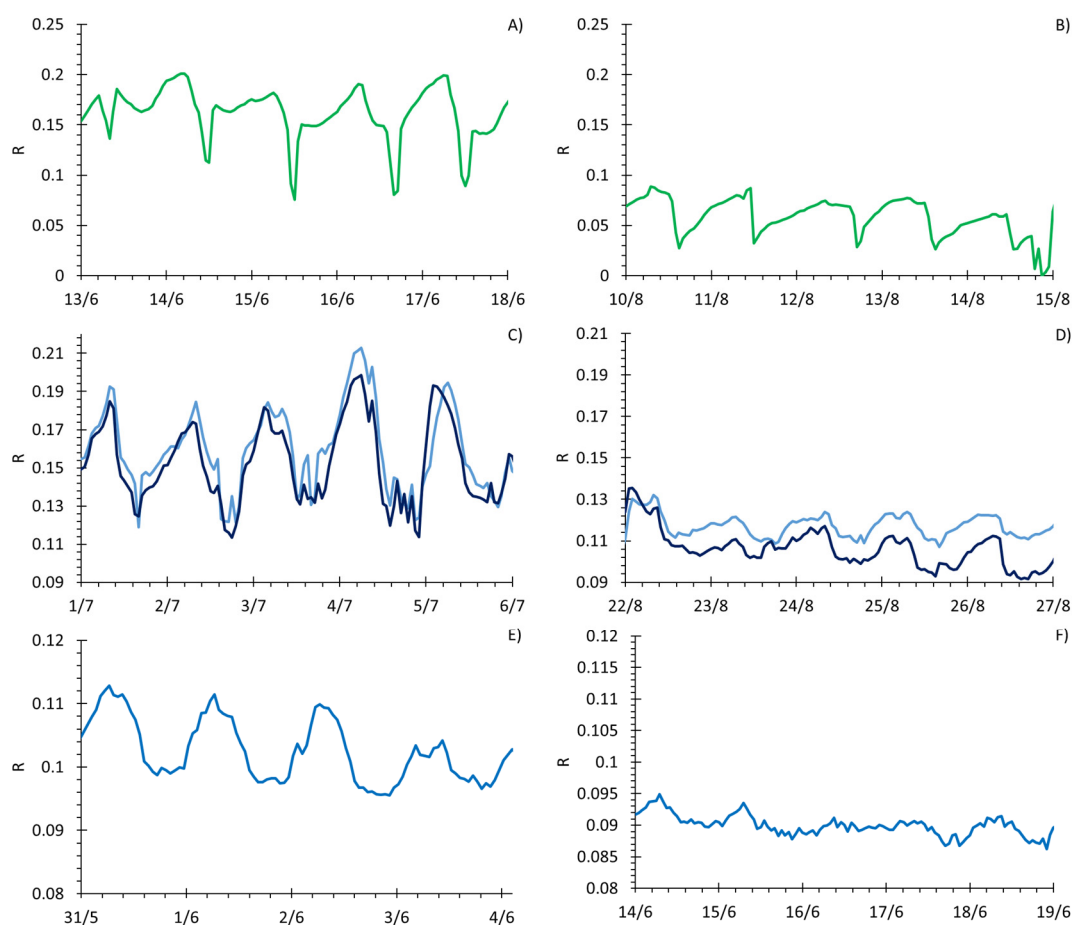 A)
0.25
0.2
0.15
0.1
0.05
0
R
13/6 14/6 15/6 16/6 17/6 18/6
B)
0.25
0.2
0.15
0.1
0.05
0
R
10/8 11/8 12/8 13/8 14/8 15/8
C)
0.21
0.19
0.17
0.15
0.13
0.11
0.09
R
1/7 2/7 3/7 4/7 5/7 6/7
D)
0.21
0.19
0.17
0.15
0.13
0.11
0.09
R
22/8 23/8 24/8 25/8 26/8 27/8
E)
0.12
0.11
0.1
0.09
0.08
R
31/5 1/6 2/6 3/6 4/6
F)
0.12
0.115
0.11
0.105
0.1
0.095
0.09
0.085
0.08
R
14/6 15/6 16/6 17/6 18/6 19/6